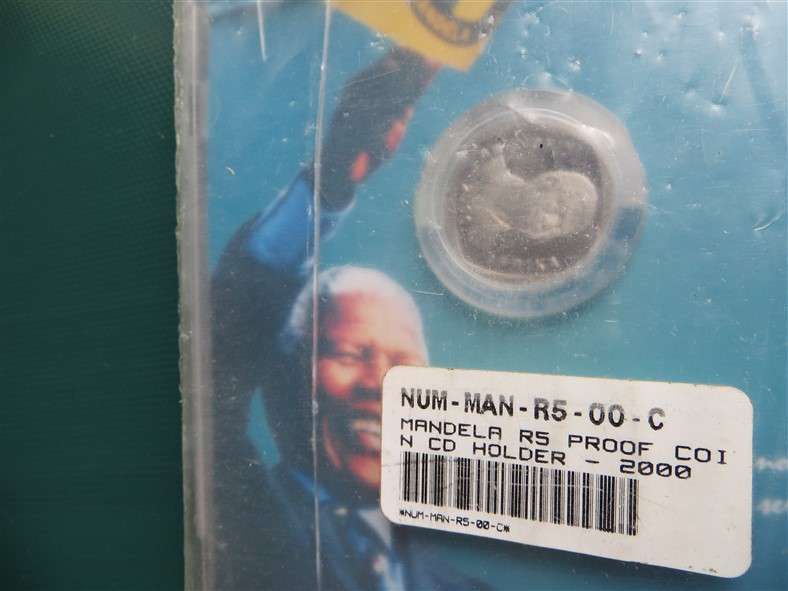 NUM-MAN-R5-00-C
MANDELA R5 PROOF COI
N CD HOLDER - 2000
*NUM-MAN-R5-00-C*